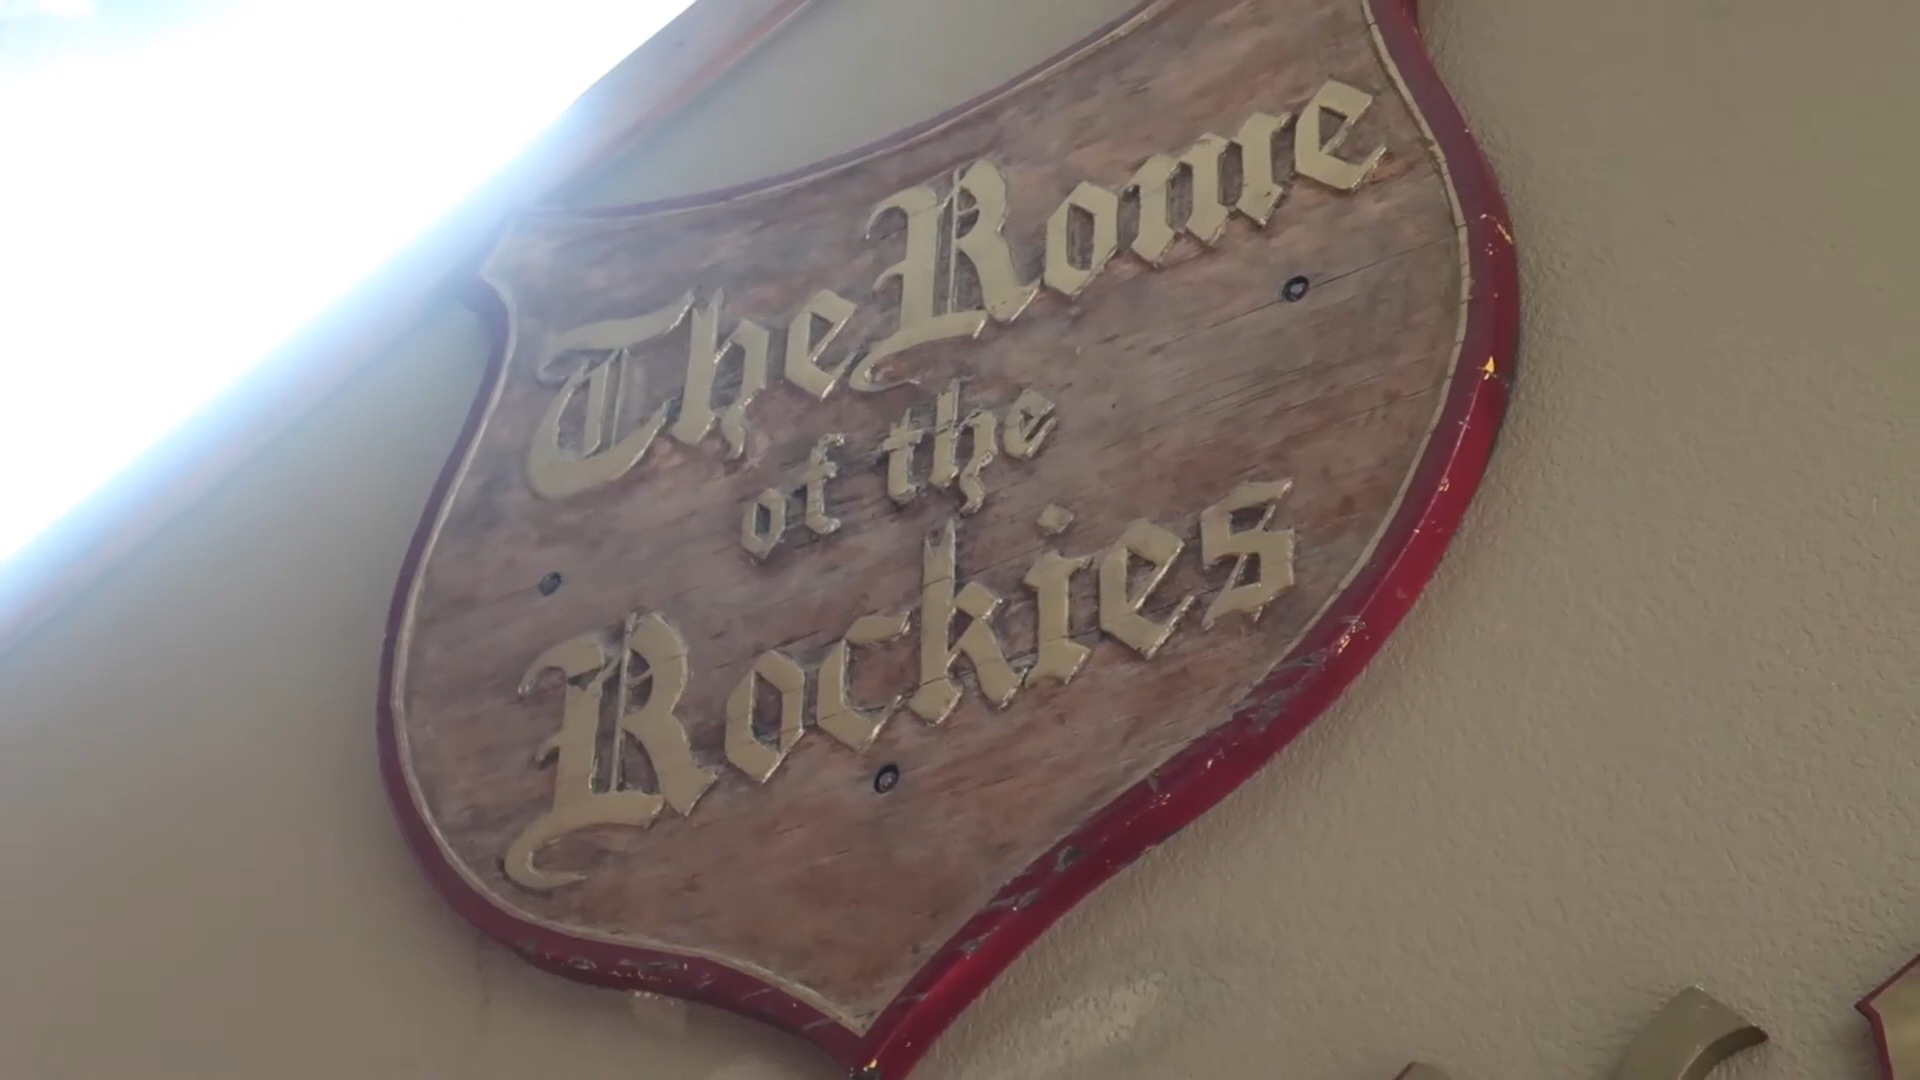 The Rome
of the
Rockies